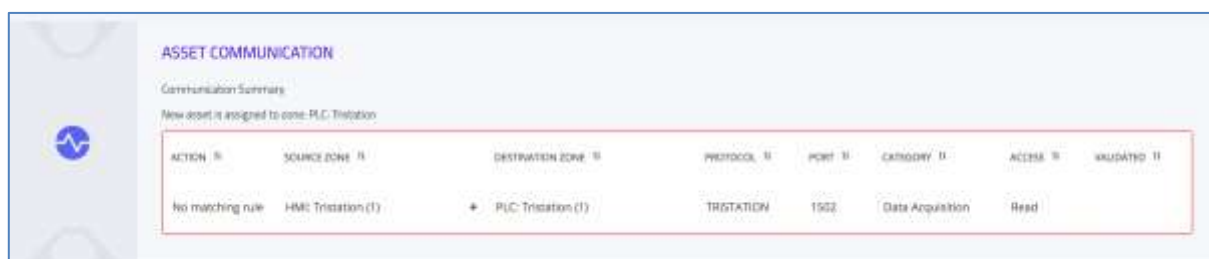 ASSET COMMUNICATION
Communication Summary
New asset is assigned to zone: PLC: Tristation
ACTION SOURCE ZONE DESTINATION ZONE PROTOCOL PORT CATEGORY ACCESS VALIDATED
No matching rule HMI: Tristation (1) PLC: Tristation (1) TRISTATION 1502 Data Acquisition Read